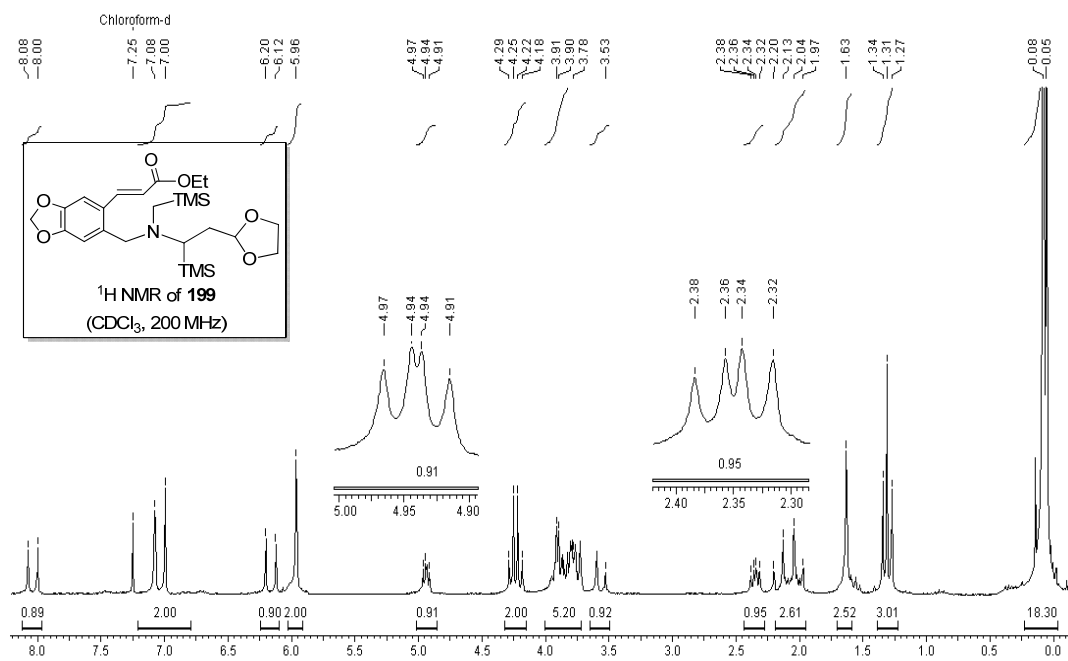 Chloroform-d
8.08
8.00
7.25
7.08
7.00
6.20
6.12
5.96
4.97
4.94
4.91
4.29
4.25
4.22
4.18
3.91
3.90
3.78
3.53
2.38
2.36
2.34
2.32
2.20
2.13
2.04
1.97
1.63
1.34
1.31
1.27
0.08
0.05
O
OEt
TMS
O
O
N
O
O
TMS
¹H NMR of 199
(CDCl₃, 200 MHz)
4.97
4.94
4.94
4.91
0.91
5.00 4.95 4.90
2.38
2.36
2.34
2.32
0.95
2.40 2.35 2.30
0.89 2.00 0.90 2.00 0.91 2.00 5.20 0.92 0.95 2.61 2.52 3.01 18.30
8.0 7.5 7.0 6.5 6.0 5.5 5.0 4.5 4.0 3.5 3.0 2.5 2.0 1.5 1.0 0.5 0.0